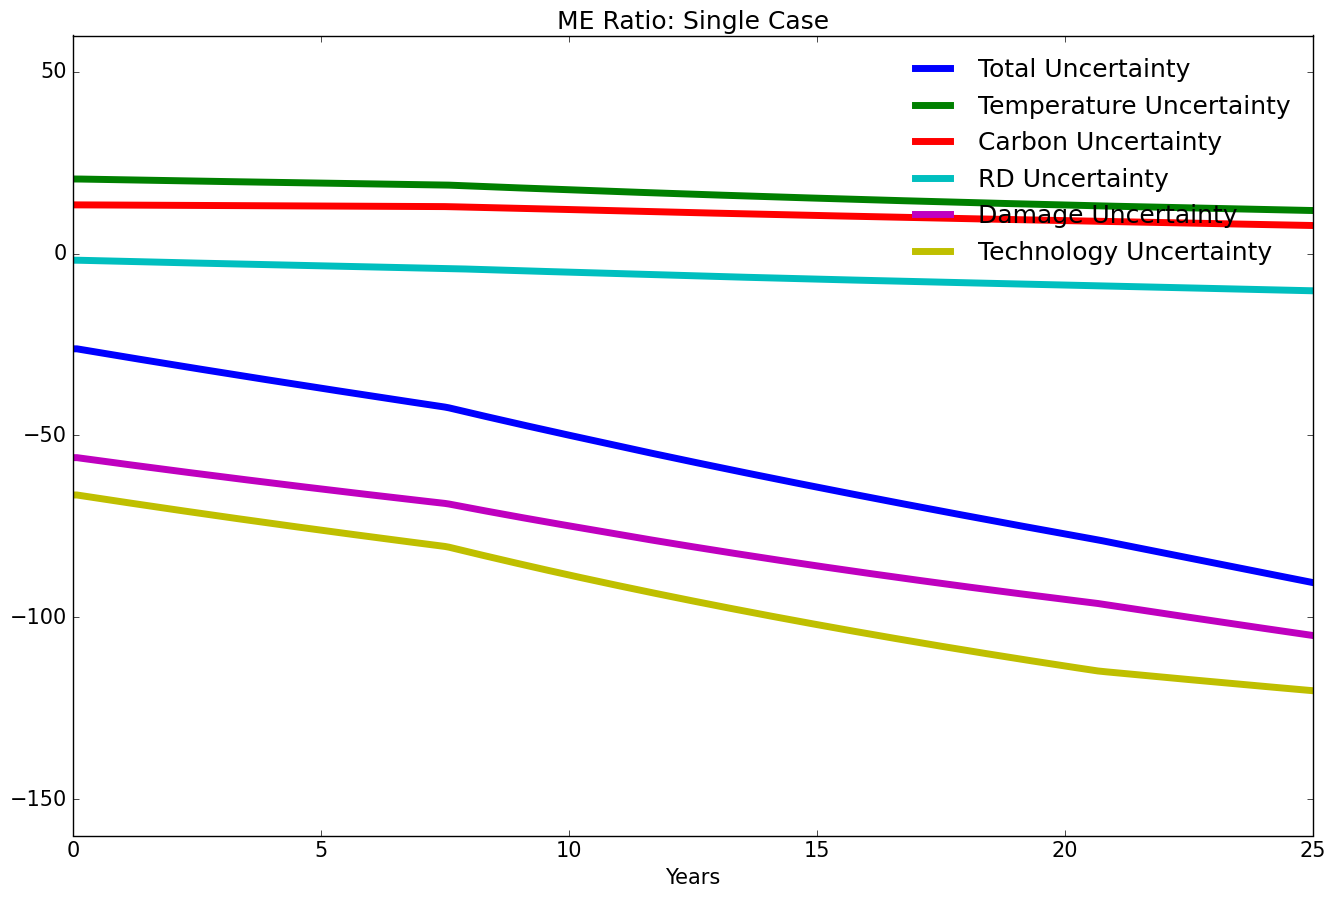 ME Ratio: Single Case
50
0
−50
−100
−150
Total Uncertainty
Temperature Uncertainty
Carbon Uncertainty
RD Uncertainty
Damage Uncertainty
Technology Uncertainty
0 5 10 15 20 25
Years